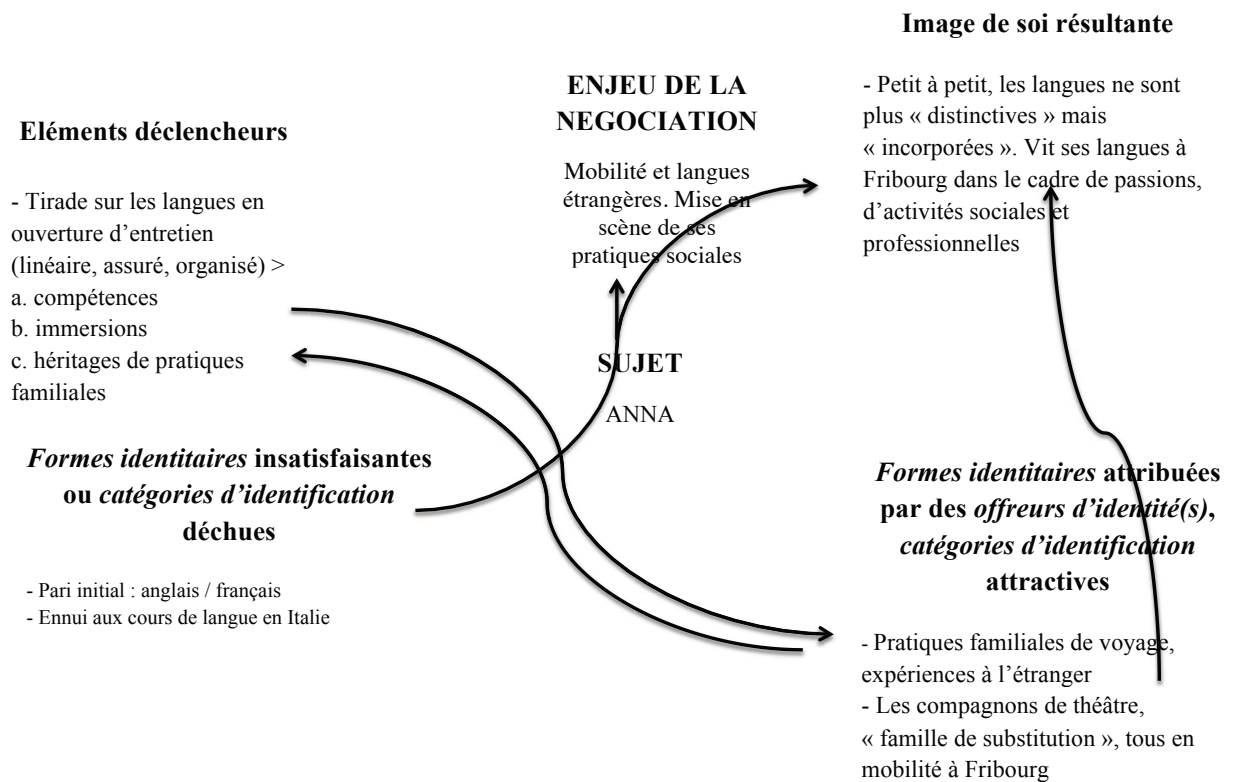 Image de soi résultante
- Petit à petit, les langues ne sont
plus « distinctives » mais
« incorporées ». Vit ses langues à
Fribourg dans le cadre de passions,
d’activités sociales et
professionnelles
ENJEU DE LA
NEGOCIATION
Mobilité et langues
étrangères. Mise en
scène de ses
pratiques sociales
Eléments déclencheurs
- Tirade sur les langues en
ouverture d’entretien
(linéaire, assuré, organisé) >
a. compétences
b. immersions
c. héritages de pratiques
familiales
SUJET
ANNA
Formes identitaires insatisfaisantes
ou catégories d’identification
déchues
- Pari initial : anglais / français
- Ennui aux cours de langue en Italie
Formes identitaires attribuées
par des offreurs d’identité(s),
catégories d’identification
attractives
- Pratiques familiales de voyage,
expériences à l’étranger
- Les compagnons de théâtre,
« famille de substitution », tous en
mobilité à Fribourg